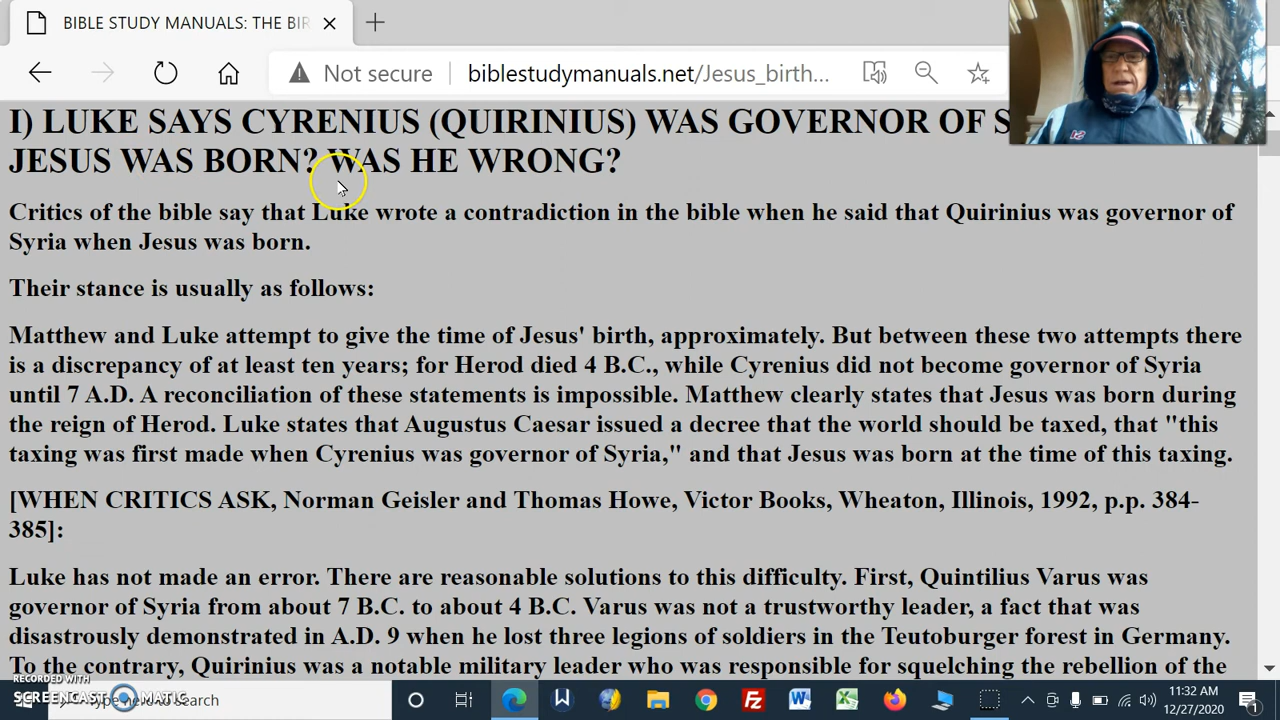 BIBLE STUDY MANUALS: THE BIR
Not secure
biblestudymanuals.net/Jesus_birth...
I) LUKE SAYS CYRENIUS (QUIRINIUS) WAS GOVERNOR OF S
JESUS WAS BORN? WAS HE WRONG?
Critics of the bible say that Luke wrote a contradiction in the bible when he said that Quirinius was governor of
Syria when Jesus was born.
Their stance is usually as follows:
Matthew and Luke attempt to give the time of Jesus' birth, approximately. But between these two attempts there
is a discrepancy of at least ten years; for Herod died 4 B.C., while Cyrenius did not become governor of Syria
until 7 A.D. A reconciliation of these statements is impossible. Matthew clearly states that Jesus was born during
the reign of Herod. Luke states that Augustus Caesar issued a decree that the world should be taxed, that "this
taxing was first made when Cyrenius was governor of Syria," and that Jesus was born at the time of this taxing.
[WHEN CRITICS ASK, Norman Geisler and Thomas Howe, Victor Books, Wheaton, Illinois, 1992, p.p. 384-
385]:
Luke has not made an error. There are reasonable solutions to this difficulty. First, Quintilius Varus was
governor of Syria from about 7 B.C. to about 4 B.C. Varus was not a trustworthy leader, a fact that was
disastrously demonstrated in A.D. 9 when he lost three legions of soldiers in the Teutoburger forest in Germany.
To the contrary, Quirinius was a notable military leader who was responsible for squelching the rebellion of the
RECORDED WITH
SCREENCAST MATIC
Type here to search
11:32 AM
12/27/2020